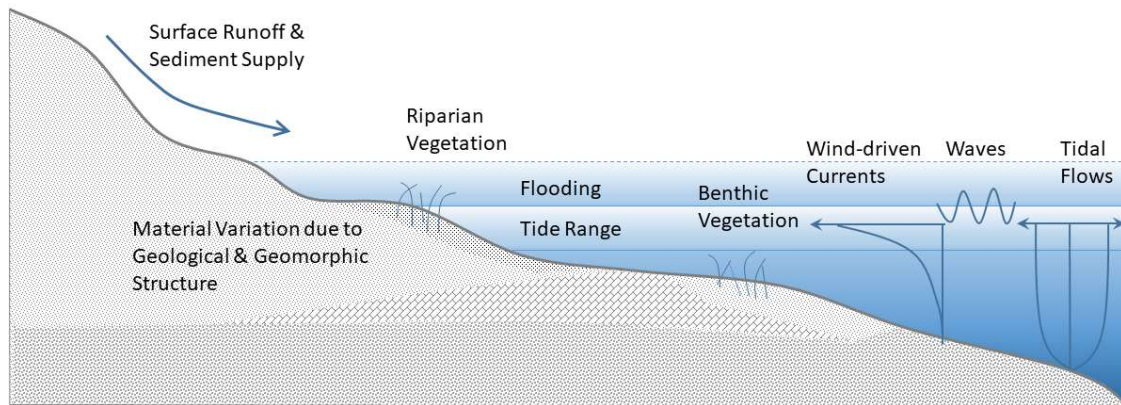 Surface Runoff &
Sediment Supply
Riparian
Vegetation
Wind-driven
Currents
Waves
Tidal
Flows
Flooding
Benthic
Vegetation
Tide Range
Material Variation due to
Geological & Geomorphic
Structure